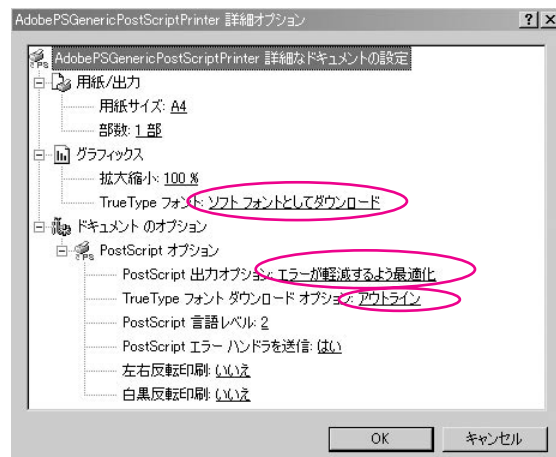 AdobePSGenericPostScriptPrinter 詳細オプション
AdobePSGenericPostScriptPrinter 詳細なドキュメントの設定
用紙/出力
用紙サイズ: A4
部数: 1 部
グラフィックス
拡大縮小: 100 %
TrueType フォント: ソフト フォントとしてダウンロード
ドキュメント のオプション
PostScript オプション
PostScript 出力オプション: エラーが軽減するよう最適化
TrueType フォント ダウンロード オプション: アウトライン
PostScript 言語レベル: 2
PostScript エラー ハンドラを送信: はい
左右反転印刷: いいえ
白黒反転印刷: いいえ
OK キャンセル